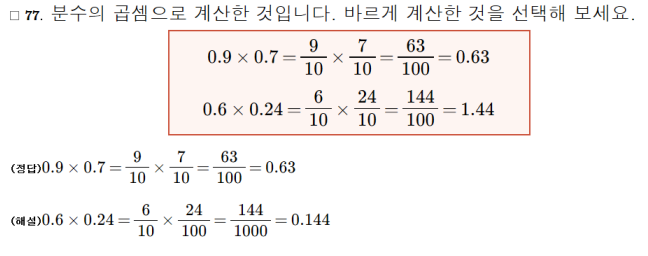 □ 77. 분수의 곱셈으로 계산한 것입니다. 바르게 계산한 것을 선택해 보세요.
0.9 × 0.7 = 9/10 × 7/10 = 63/100 = 0.63
0.6 × 0.24 = 6/10 × 24/10 = 144/100 = 1.44
(정답)0.9 × 0.7 = 9/10 × 7/10 = 63/100 = 0.63
(해설)0.6 × 0.24 = 6/10 × 24/100 = 144/1000 = 0.144